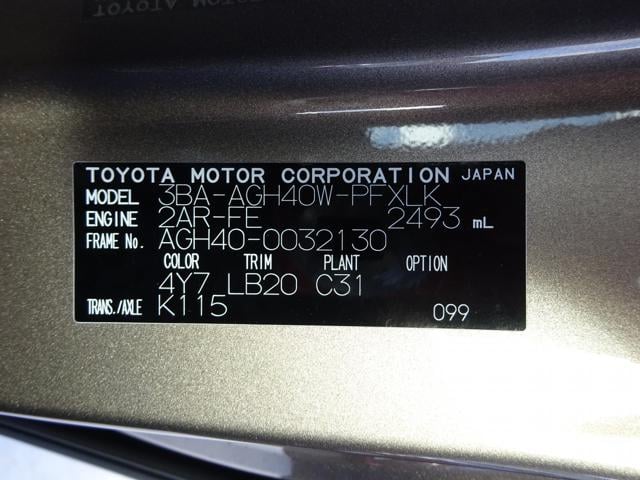 TOYOTA MOTOR CORPORATION JAPAN
MODEL 3BA-AGH40W-PFXLK
ENGINE 2AR-FE 2493 mL
FRAME No. AGH40-0032130
COLOR TRIM PLANT OPTION
4Y7 LB20 C31
TRANS./AXLE K115 099